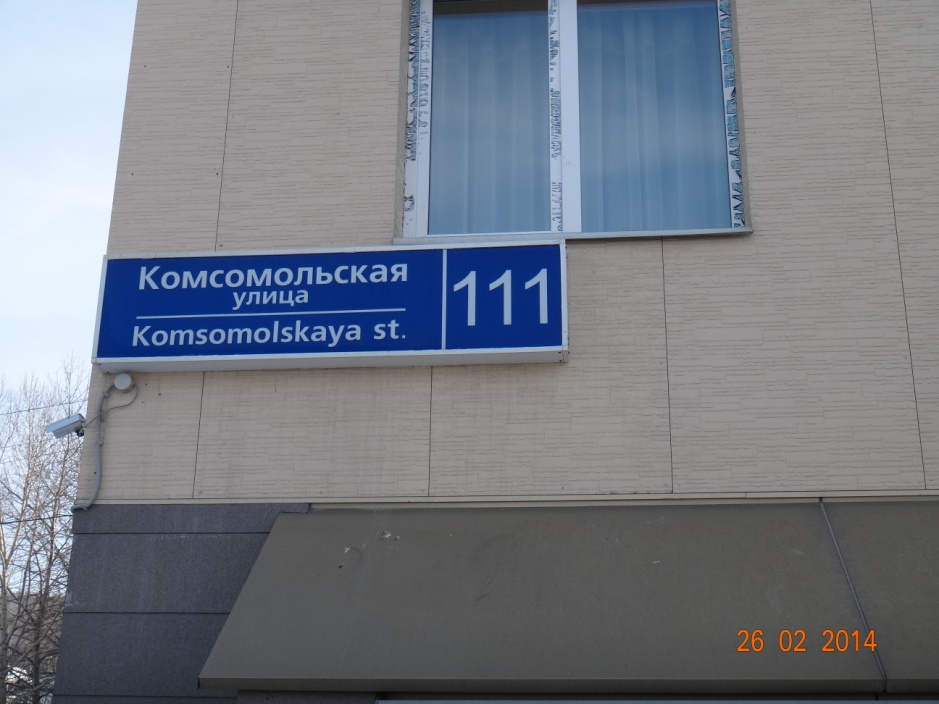 Комсомольская
улица
Komsomolskaya st.
111
26 02 2014